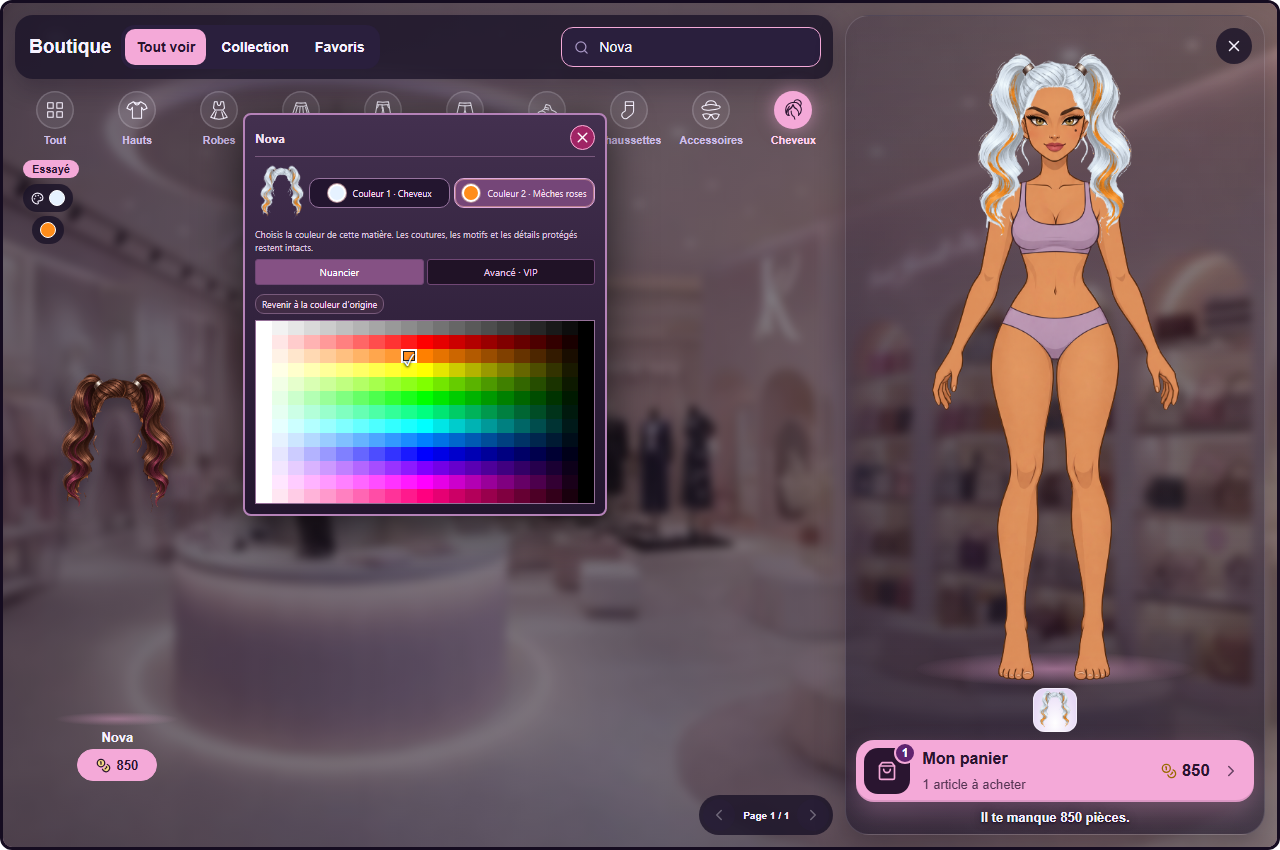 Boutique
Tout voir
Collection
Favoris
Nova
Tout
Hauts
Robes
haussettes
Accessoires
Cheveux
Essayé
Nova
Couleur 1 · Cheveux
Couleur 2 · Mèches roses
Choisis la couleur de cette matière. Les coutures, les motifs et les détails protégés
restent intacts.
Nuancier
Avancé · VIP
Revenir à la couleur d'origine
Nova
850
Page 1 / 1
1
Mon panier
1 article à acheter
850
Il te manque 850 pièces.